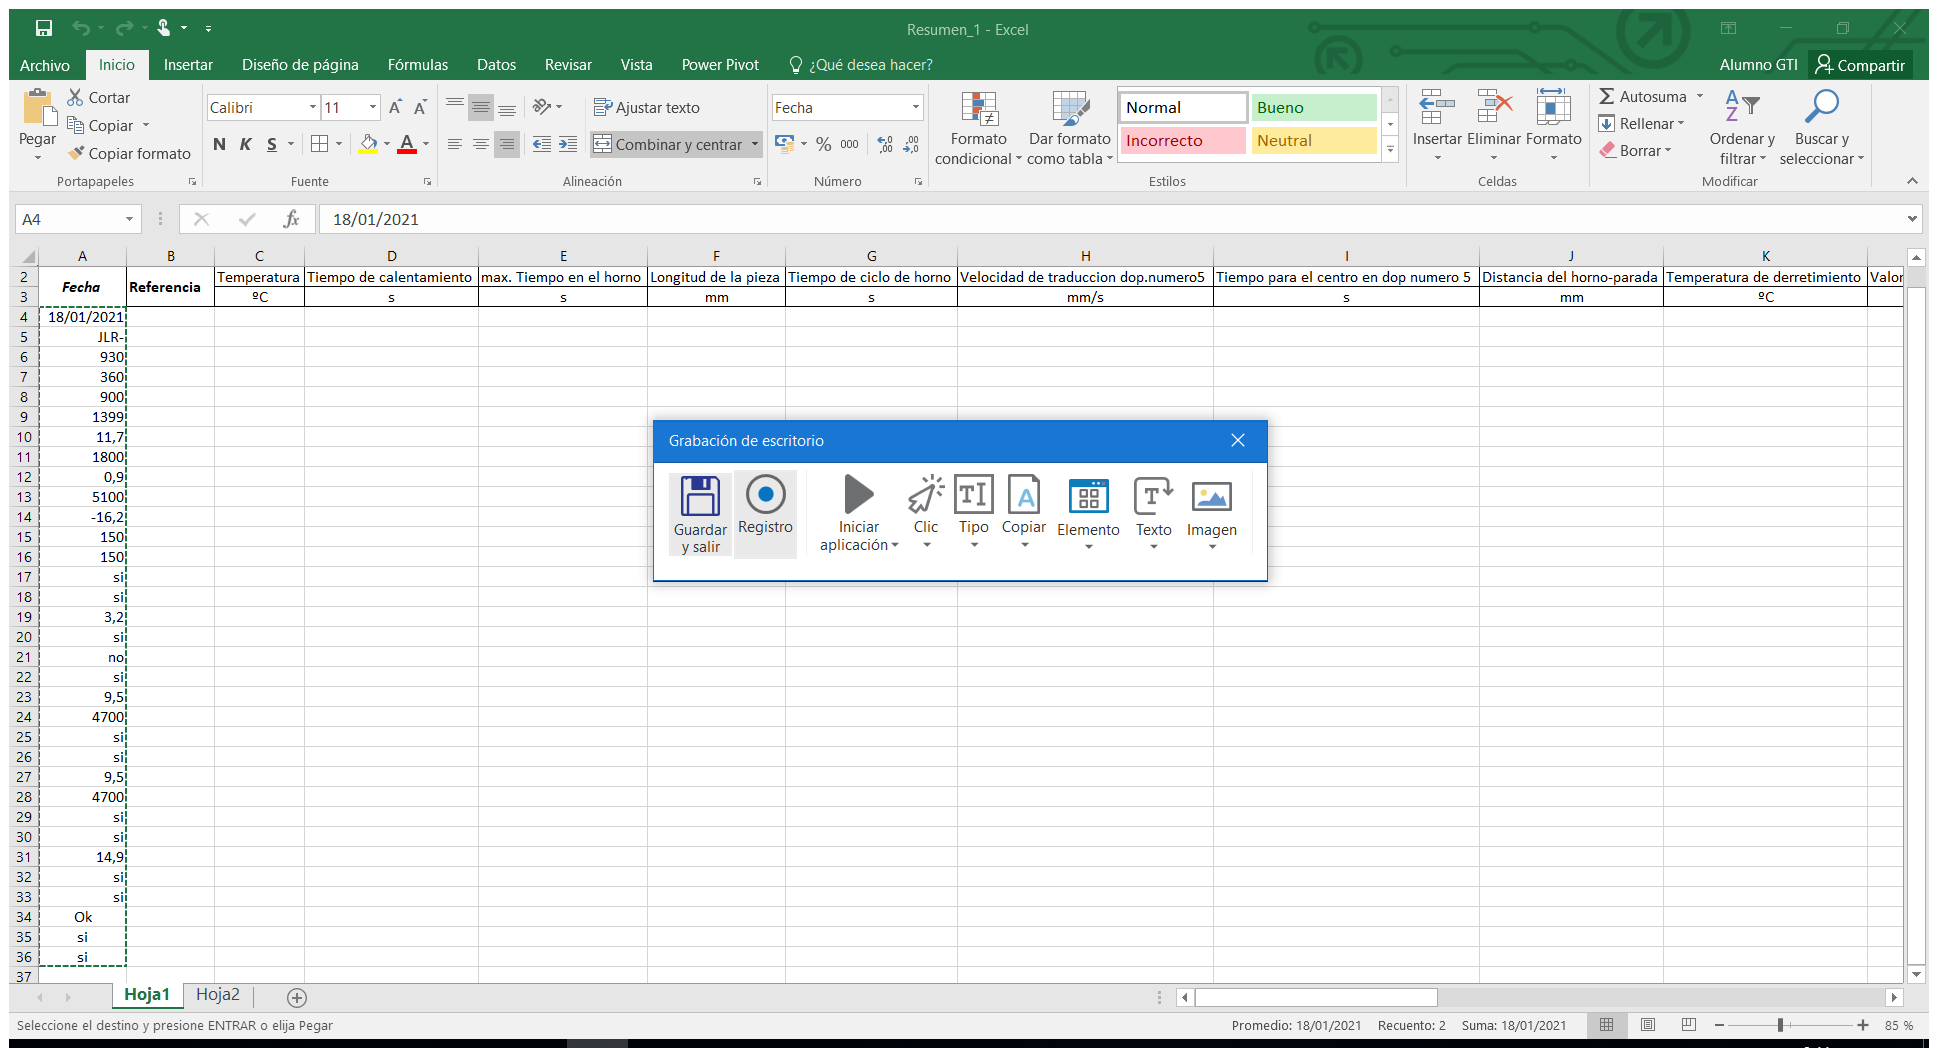 Resumen_1 - Excel
Archivo Inicio Insertar Diseño de página Fórmulas Datos Revisar Vista Power Pivot ¿Qué desea hacer? Alumno GTI Compartir
Pegar
Cortar
Copiar
Copiar formato
Portapapeles
Calibri 11
N K S
A
Fuente
Ajustar texto
Combinar y centrar
Alineación
Fecha
% 000
Número
Formato condicional
Dar formato como tabla
Normal Bueno
Incorrecto Neutral
Estilos
Insertar Eliminar Formato
Celdas
Autosuma
Rellenar
Borrar
Ordenar y filtrar
Buscar y seleccionar
Modificar
A4 fx 18/01/2021
A B C D E F G H I J K
2 Fecha Referencia Temperatura Tiempo de calentamiento max. Tiempo en el horno Longitud de la pieza Tiempo de ciclo de horno Velocidad de traduccion dop.numero5 Tiempo para el centro en dop numero 5 Distancia del horno-parada Temperatura de derretimiento Valor
3 ºC s s mm s mm/s s mm ºC
4 18/01/2021
5 JLR-
6 930
7 360
8 900
9 1399
10 11,7
11 1800
12 0,9
13 5100
14 -16,2
15 150
16 150
17 si
18 si
19 3,2
20 si
21 no
22 si
23 9,5
24 4700
25 si
26 si
27 9,5
28 4700
29 si
30 si
31 14,9
32 si
33 si
34 Ok
35 si
36 si
37
Grabación de escritorio
Guardar y salir
Registro
Iniciar aplicación
Clic
Tipo
Copiar
Elemento
Texto
Imagen
Hoja1 Hoja2
Seleccione el destino y presione ENTRAR o elija Pegar Promedio: 18/01/2021 Recuento: 2 Suma: 18/01/2021 85 %